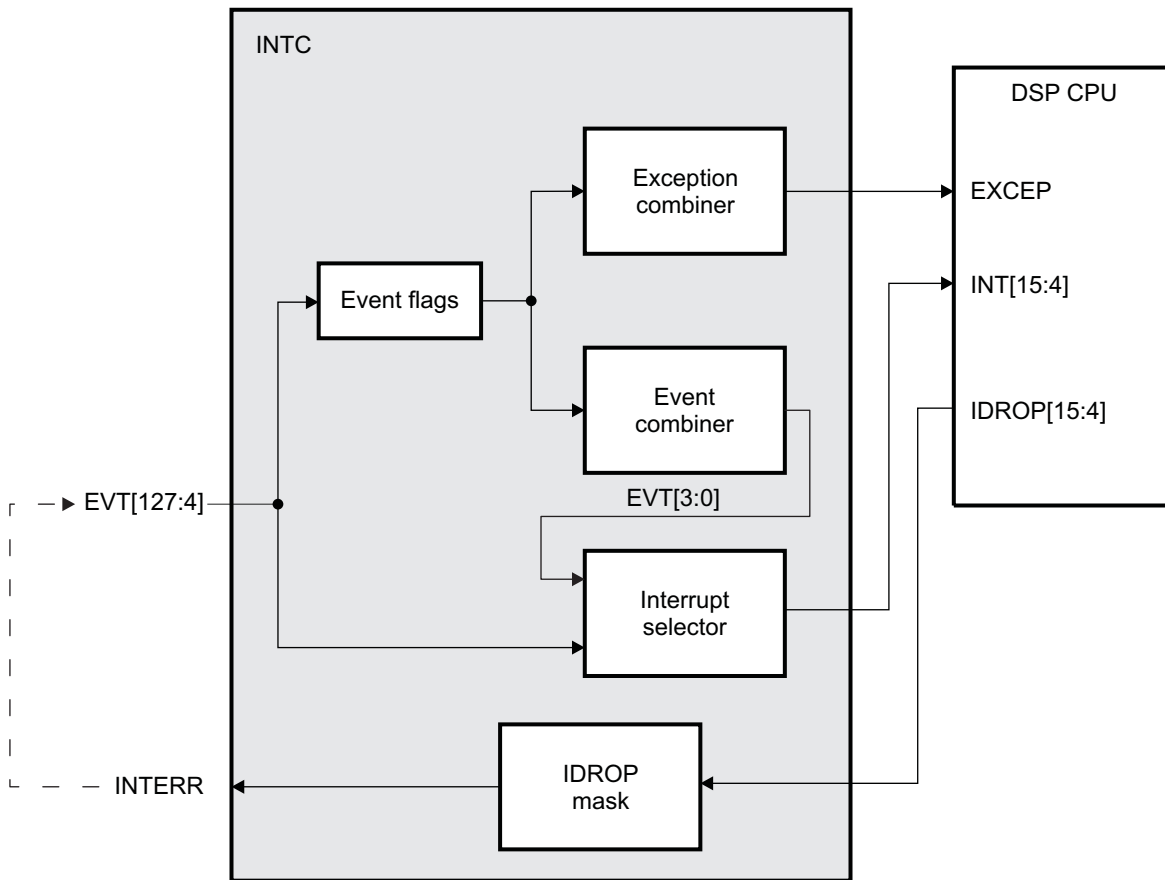 INTC
DSP CPU
Exception
combiner
EXCEP
Event flags
INT[15:4]
Event
combiner
IDROP[15:4]
EVT[3:0]
EVT[127:4]
Interrupt
selector
IDROP
mask
INTERR